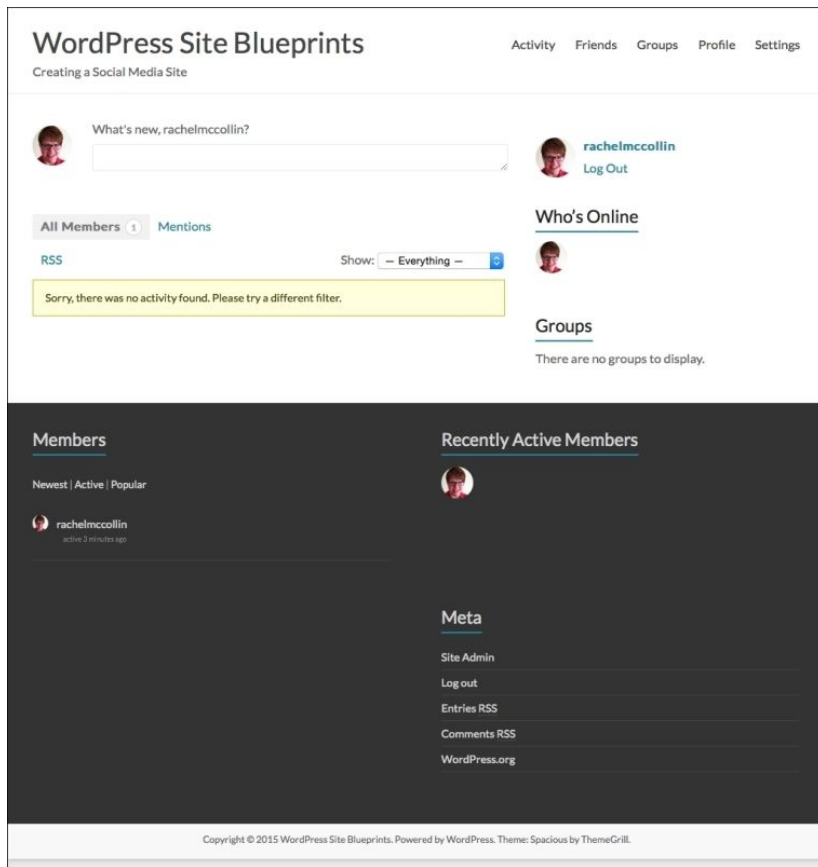 WordPress Site Blueprints
Creating a Social Media Site
Activity Friends Groups Profile Settings
What's new, rachelmccollin?
All Members 1 Mentions
RSS Show: — Everything —
Sorry, there was no activity found. Please try a different filter.
rachelmccollin
Log Out
Who's Online
Groups
There are no groups to display.
Members
Newest | Active | Popular
rachelmccollin
active 3 minutes ago
Recently Active Members
Meta
Site Admin
Log out
Entries RSS
Comments RSS
WordPress.org
Copyright © 2015 WordPress Site Blueprints. Powered by WordPress. Theme: Spacious by ThemeGrill.